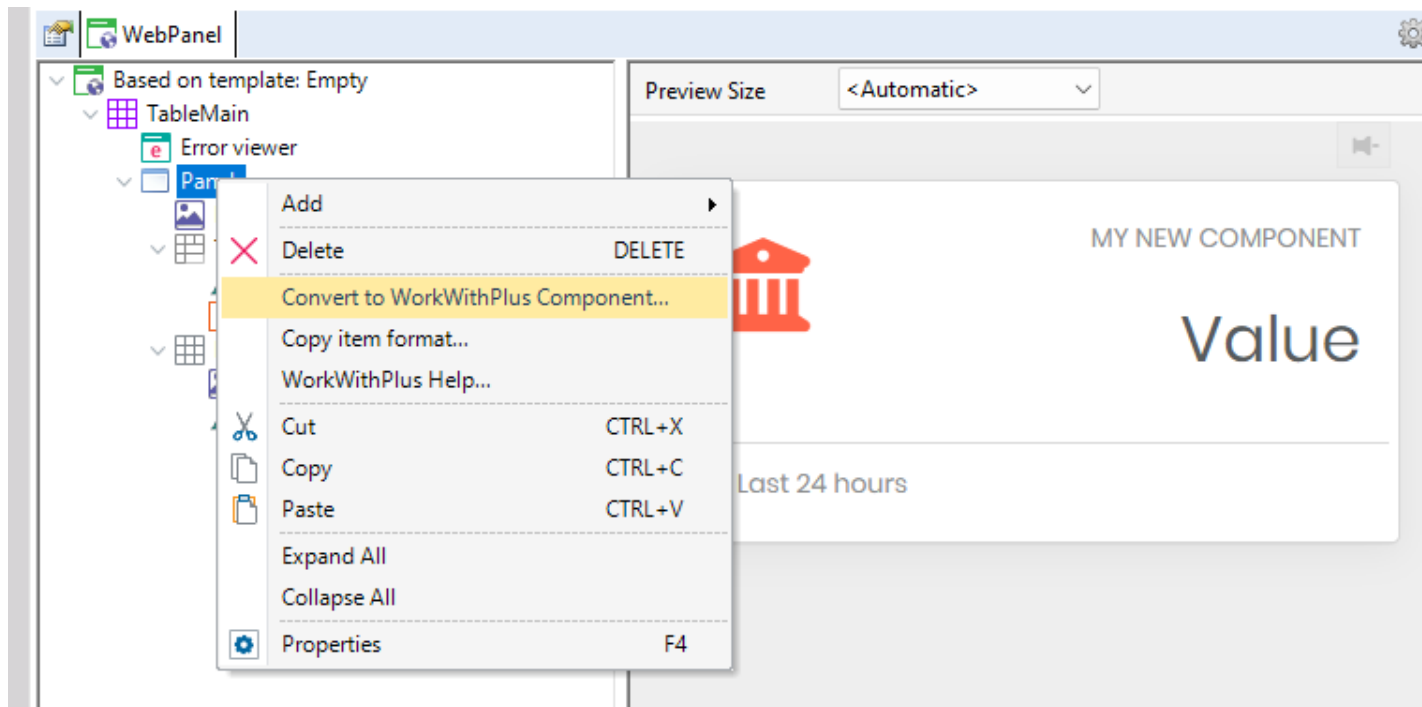 WebPanel
Based on template: Empty
TableMain
Error viewer
Add
Delete DELETE
Convert to WorkWithPlus Component...
Copy item format...
WorkWithPlus Help...
Cut CTRL+X
Copy CTRL+C
Paste CTRL+V
Expand All
Collapse All
Properties F4
Preview Size <Automatic>
MY NEW COMPONENT
Value
Last 24 hours